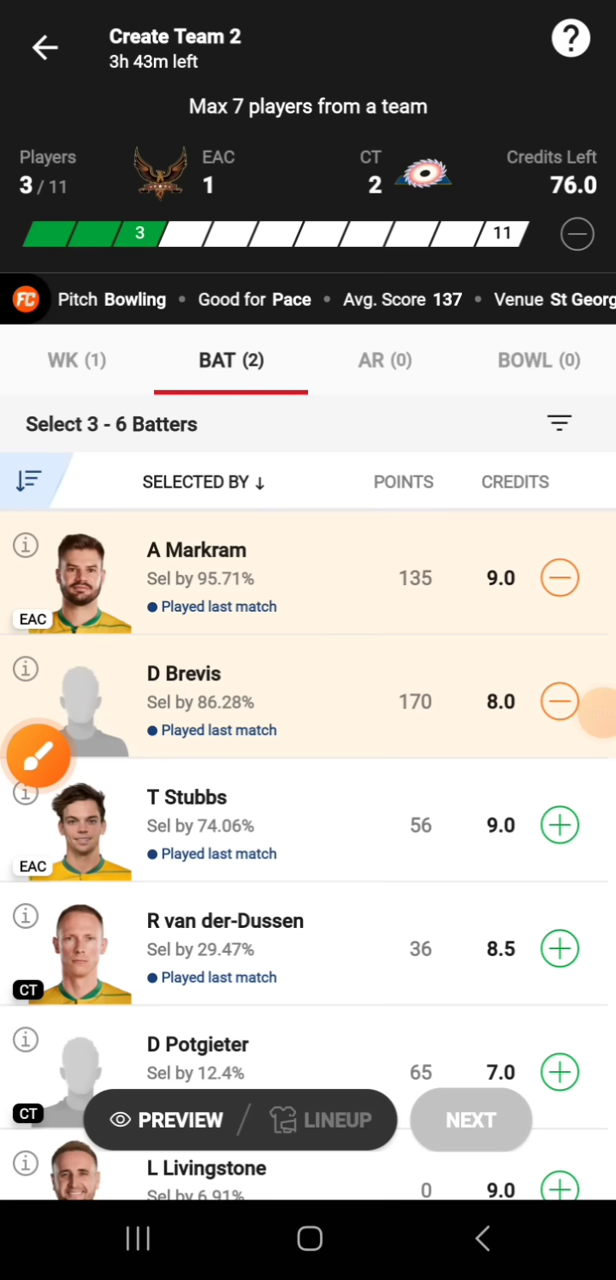 Create Team 2
3h 43m left
?
Max 7 players from a team
Players EAC CT Credits Left
3 / 11 1 2 76.0
3 11
FC Pitch Bowling • Good for Pace • Avg. Score 137 • Venue St Georg
WK (1) BAT (2) AR (0) BOWL (0)
Select 3 - 6 Batters
SELECTED BY ↓ POINTS CREDITS
A Markram
Sel by 95.71% 135 9.0
EAC Played last match
D Brevis
Sel by 86.28% 170 8.0
Played last match
T Stubbs
Sel by 74.06% 56 9.0
EAC Played last match
R van der-Dussen
Sel by 29.47% 36 8.5
CT Played last match
D Potgieter
Sel by 12.4% 65 7.0
CT PREVIEW / LINEUP NEXT
L Livingstone
Sel by 6.91% 0 9.0